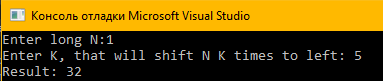 Консоль отладки Microsoft Visual Studio
Enter long N:1
Enter K, that will shift N K times to left: 5
Result: 32